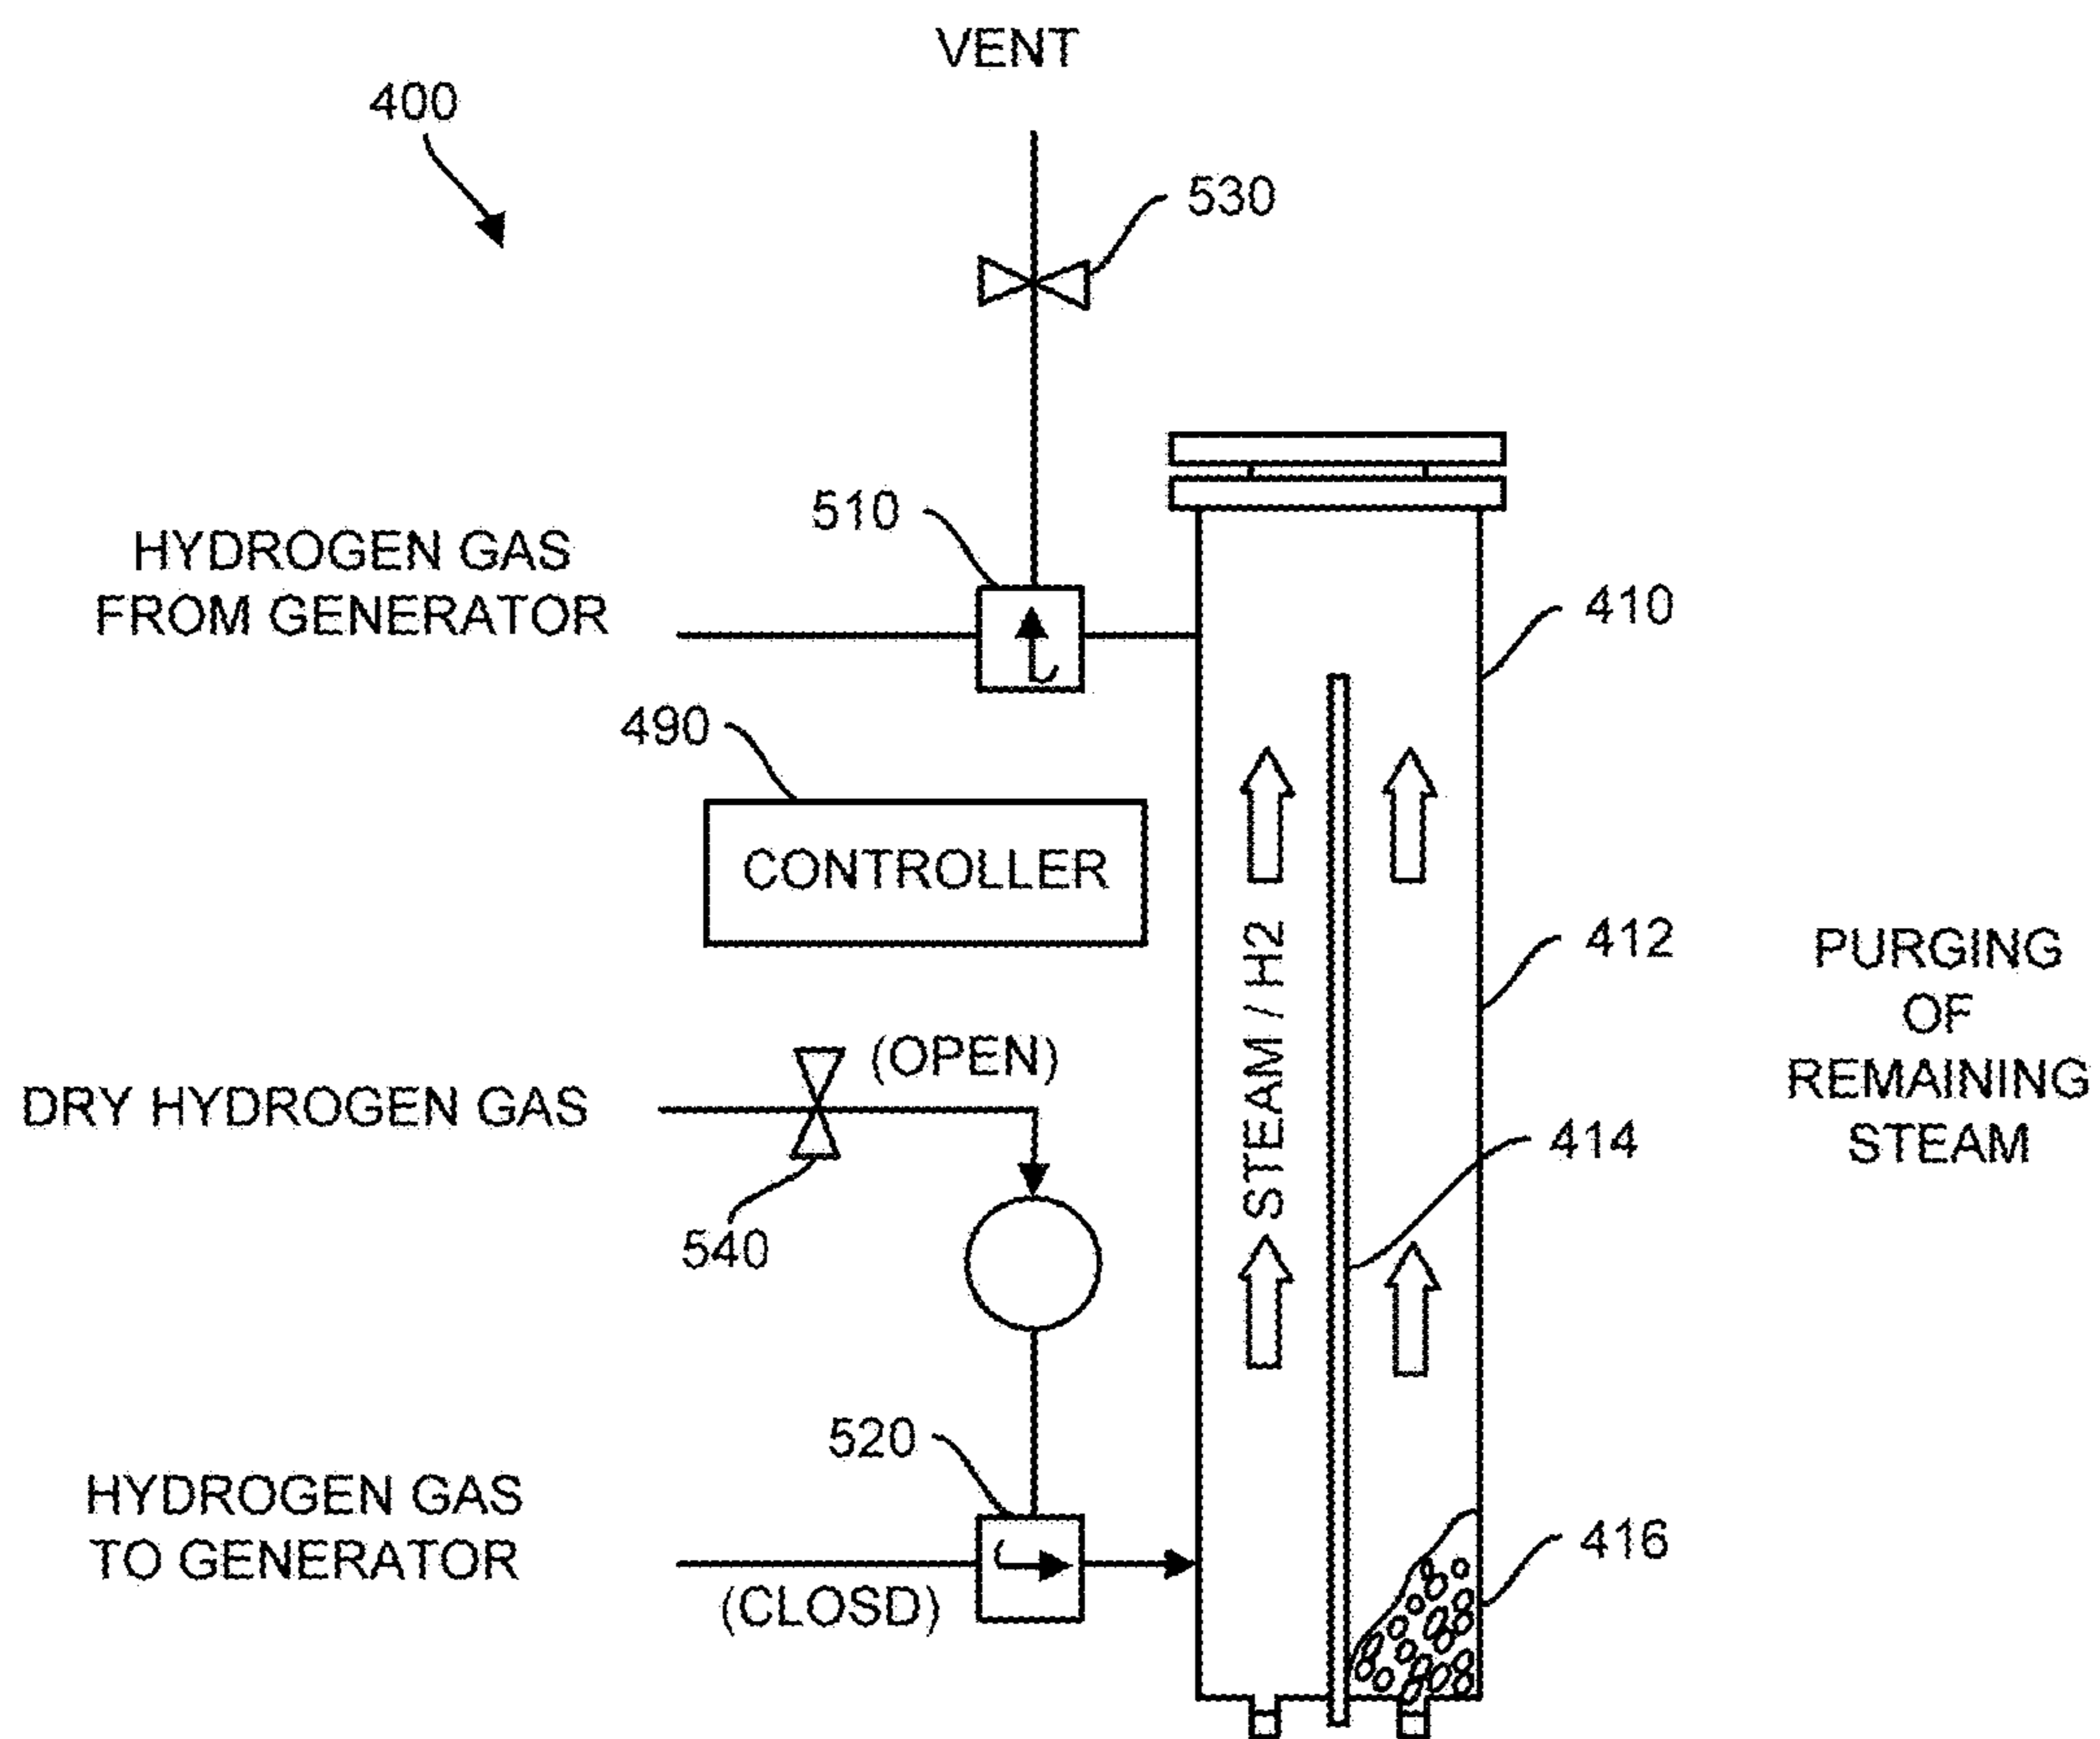 VENT
400
530
510
HYDROGEN GAS
FROM GENERATOR
410
490
CONTROLLER
412
STEAM / H2
PURGING
OF
REMAINING
STEAM
(OPEN)
DRY HYDROGEN GAS
414
540
520
HYDROGEN GAS
TO GENERATOR
(CLOSD)
416